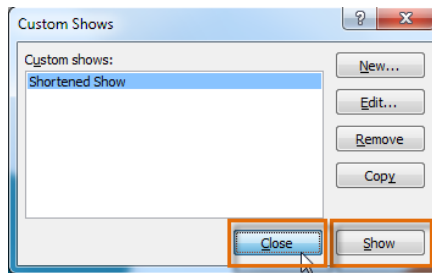 Custom Shows
Custom shows:
Shortened Show
New...
Edit...
Remove
Copy
Close
Show